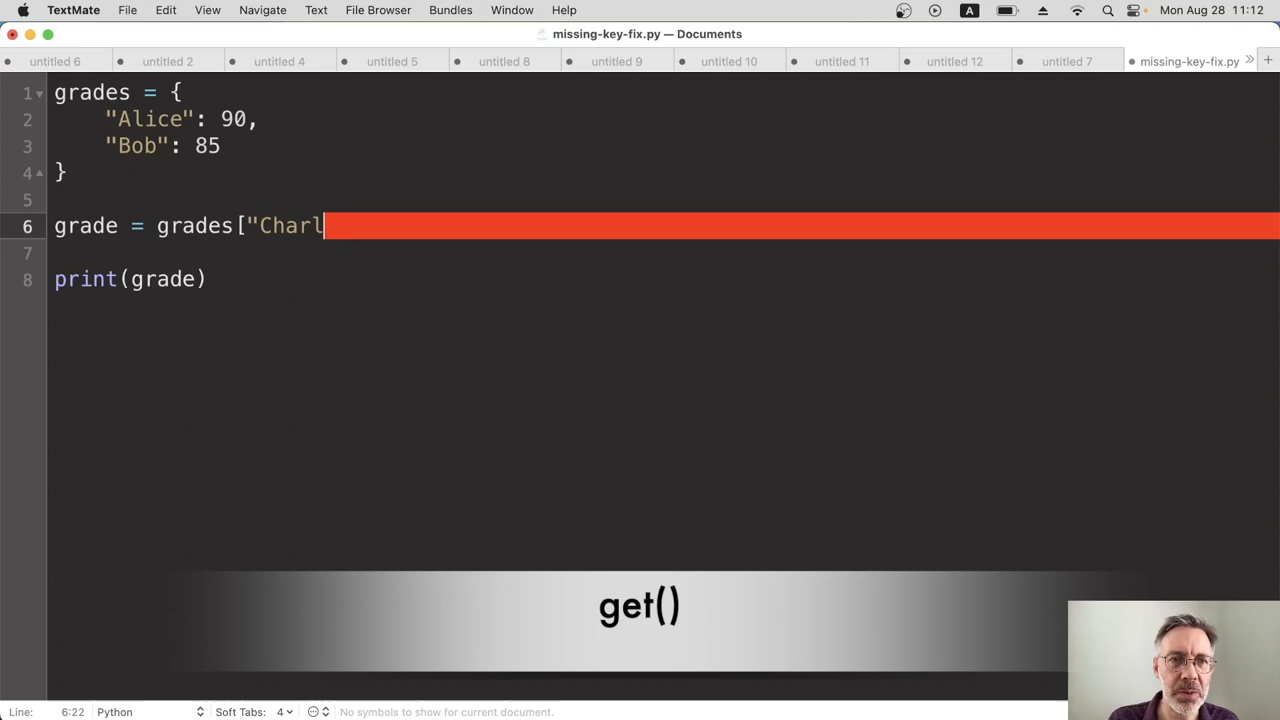 TextMate File Edit View Navigate Text File Browser Bundles Window Help A Mon Aug 28 11:12
missing-key-fix.py — Documents
untitled 6 untitled 2 untitled 4 untitled 5 untitled 8 untitled 9 untitled 10 untitled 11 untitled 12 untitled 7 missing-key-fix.py » +
1 grades = {
2 "Alice": 90,
3 "Bob": 85
4 }
5
6 grade = grades["Charl
7
8 print(grade)
get()
Line: 6:22 Python Soft Tabs: 4 No symbols to show for current document.